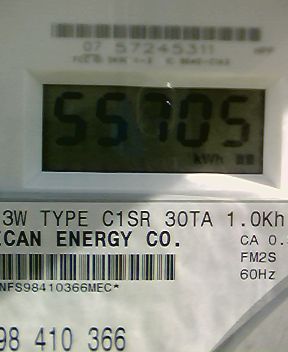 07 57245311
55705
kWh
3W TYPE C1SR 30TA 1.0Kh
ICAN ENERGY CO.
CA 0.
FM2S
60Hz
NFS98410366MEC*
98 410 366